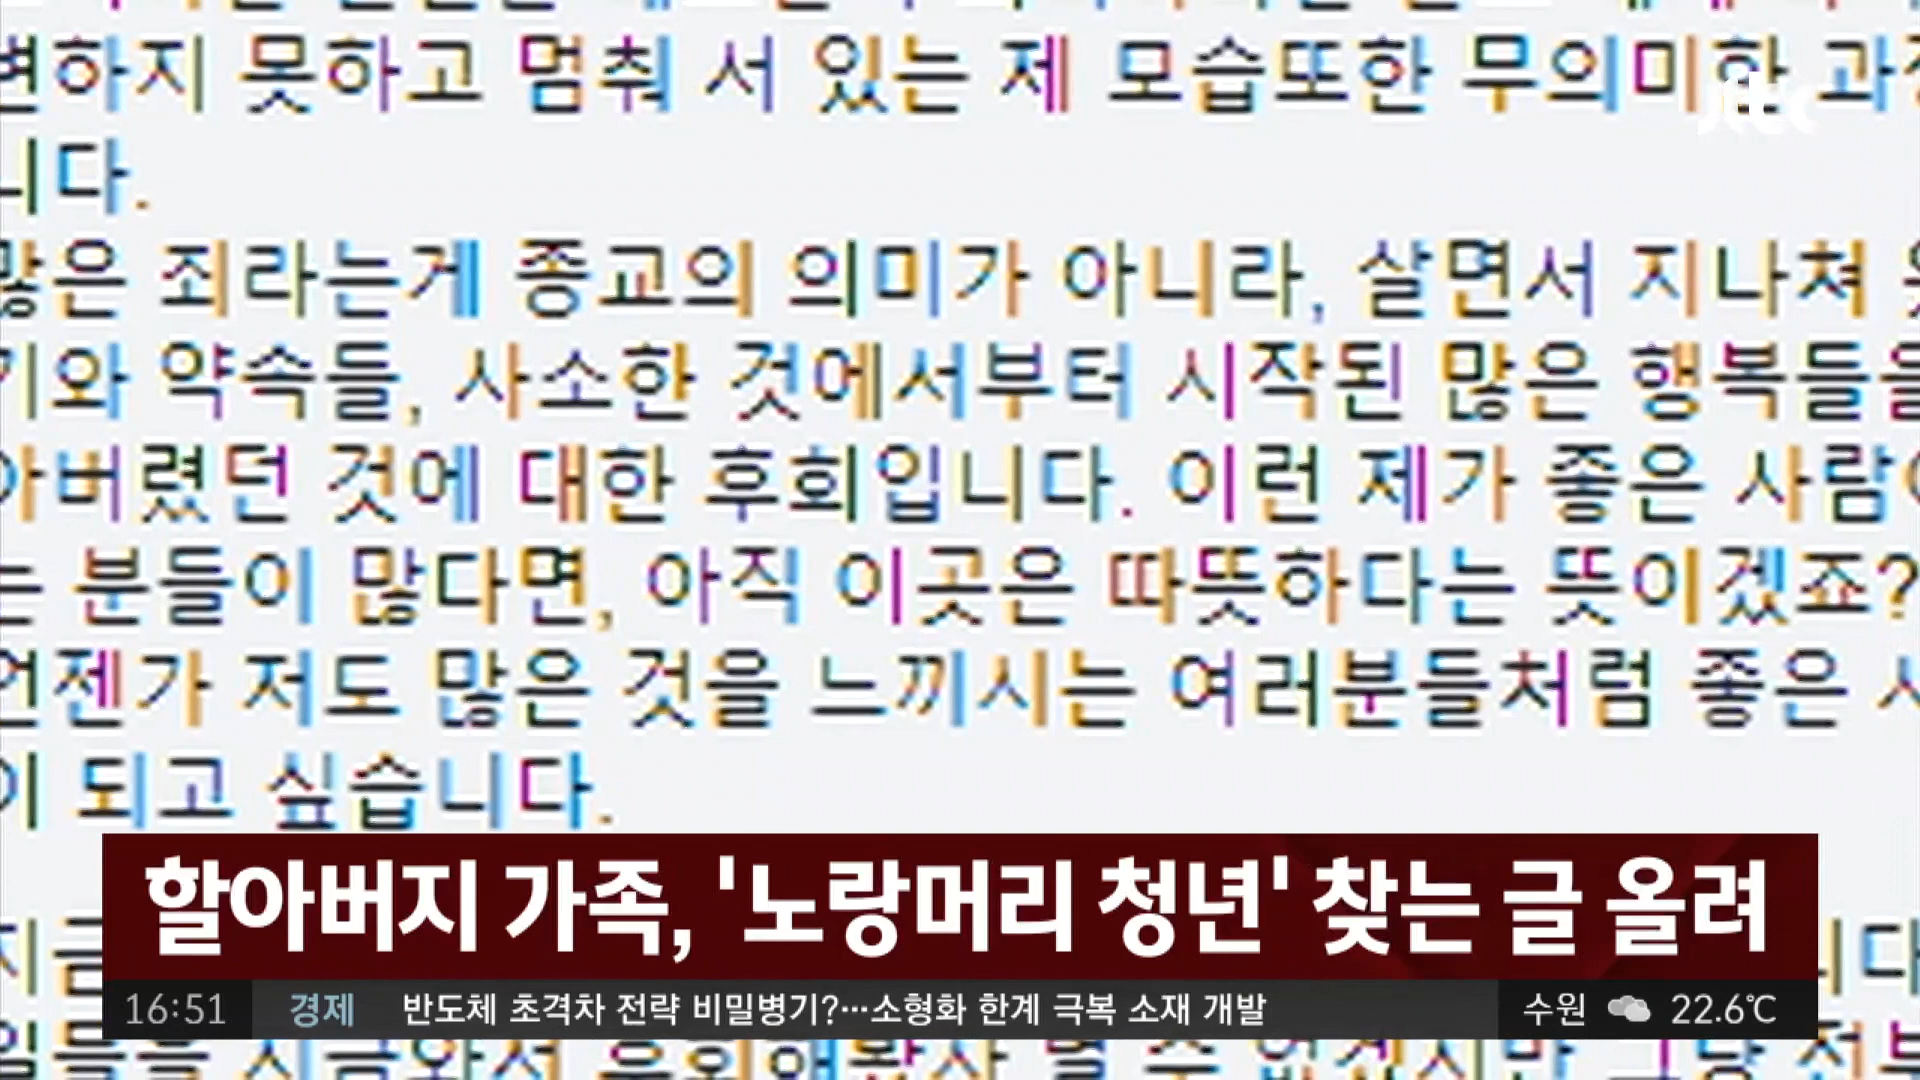 변하지 못하고 멈춰 서 있는 제 모습또한 무의미한
니다.
많은 죄라는게 종교의 의미가 아니라, 살면서 지나쳐
기와 약속들, 사소한 것에서부터 시작된 많은 행복들을
아버렸던 것에 대한 후회입니다. 이런 제가 좋은 사람이
는 분들이 많다면, 아직 이곳은 따뜻하다는 뜻이겠죠?
언젠가 저도 많은 것을 느끼시는 여러분들처럼 좋은
이 되고 싶습니다.
jtbc
할아버지 가족, '노랑머리 청년' 찾는 글 올려
16:51 경제 반도체 초격차 전략 비밀병기?…소형화 한계 극복 소재 개발 수원 22.6℃